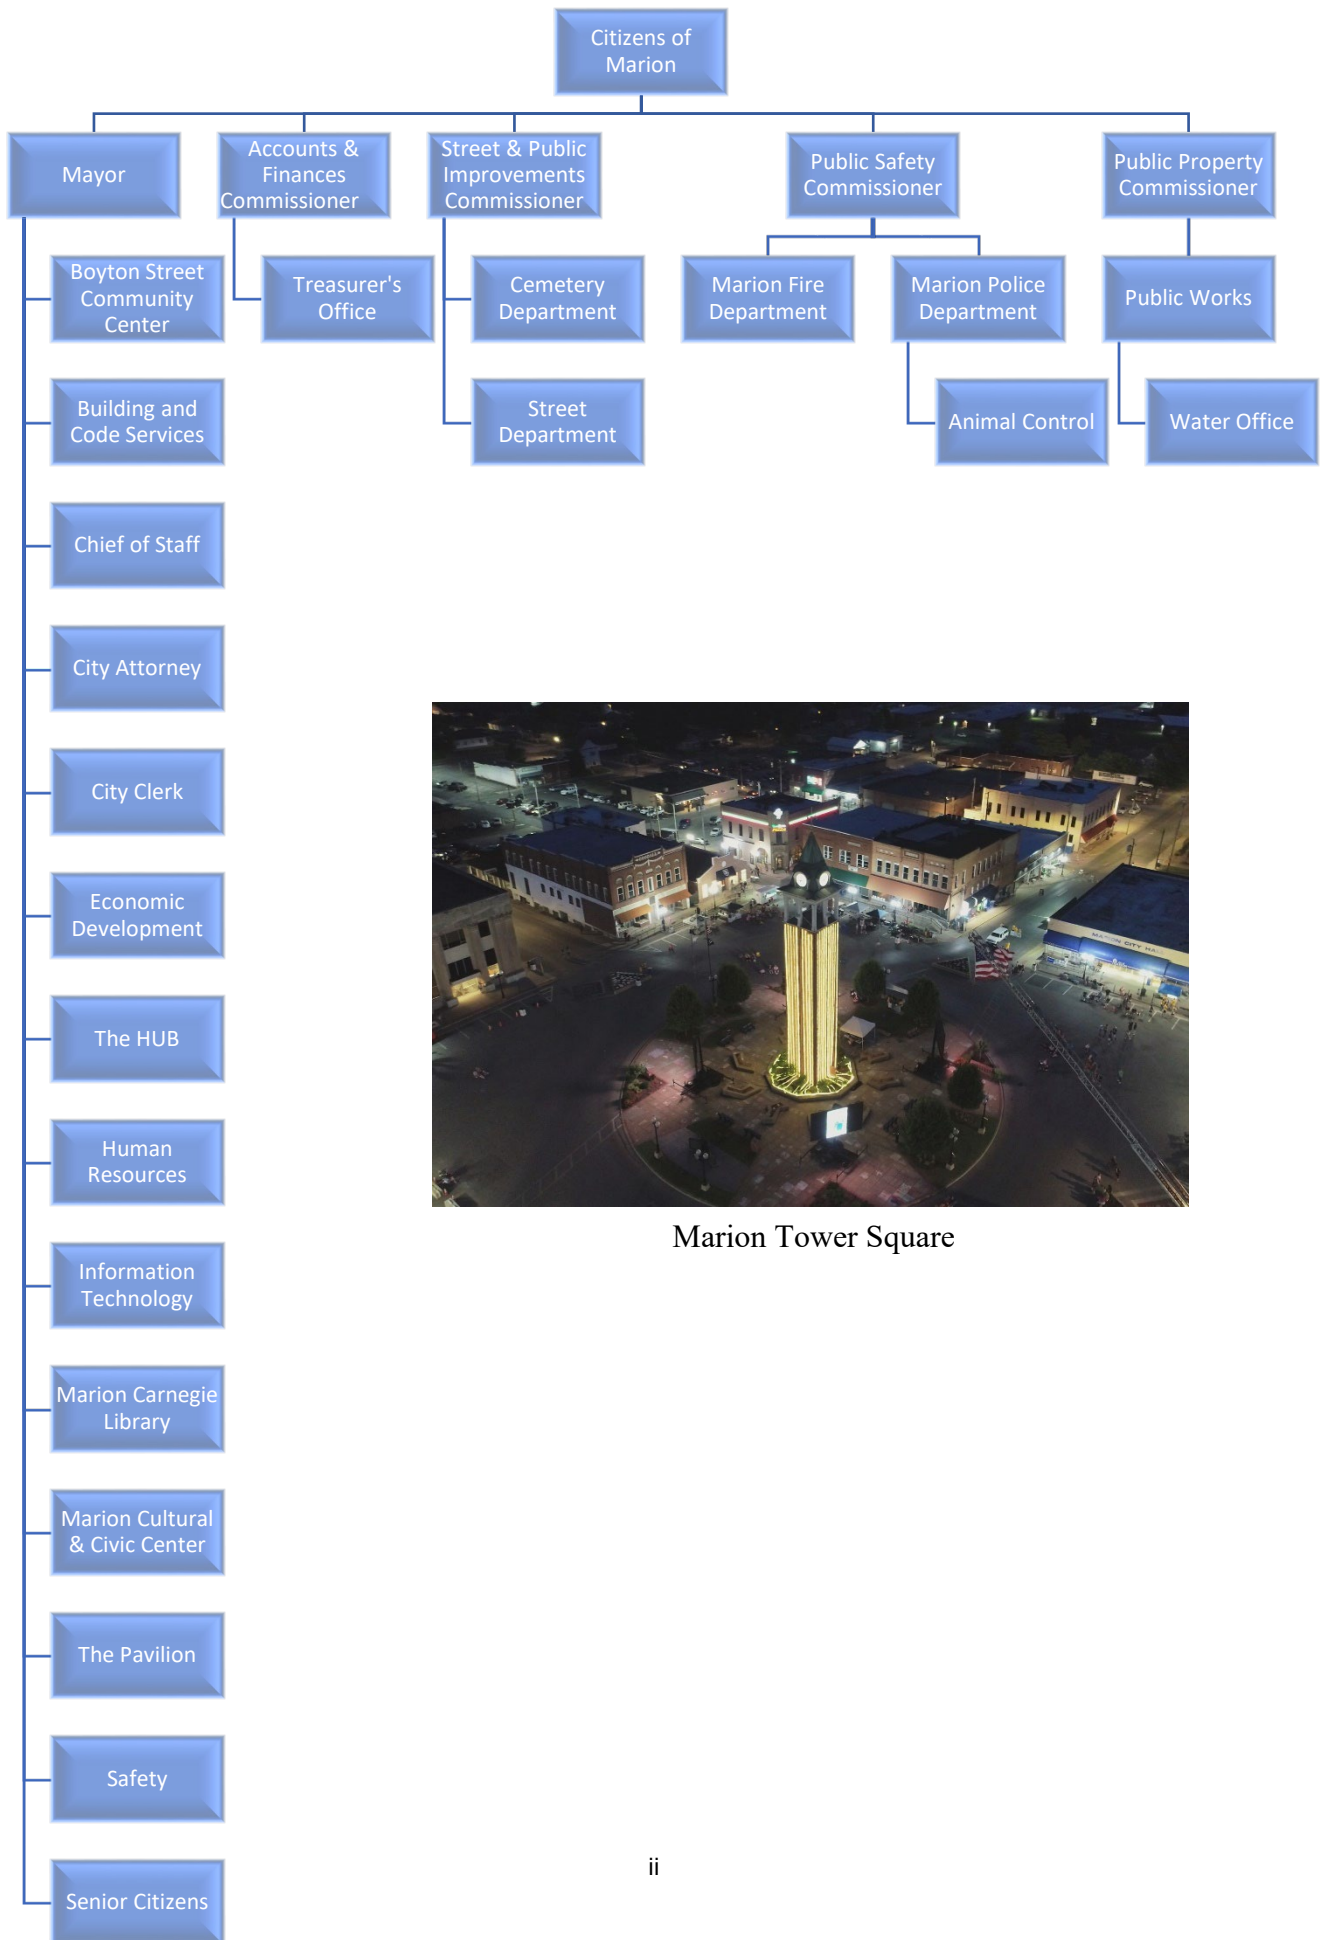 Citizens of
Marion
Mayor
Accounts &
Finances
Commissioner
Street & Public
Improvements
Commissioner
Public Safety
Commissioner
Public Property
Commissioner
Boyton Street
Community
Center
Treasurer's
Office
Cemetery
Department
Marion Fire
Department
Marion Police
Department
Public Works
Building and
Code Services
Street
Department
Animal Control
Water Office
Chief of Staff
City Attorney
City Clerk
Economic
Development
The HUB
Human
Resources
Information
Technology
Marion Carnegie
Library
Marion Cultural
& Civic Center
The Pavilion
Safety
Senior Citizens
MARION CITY HALL
Marion Tower Square
ii